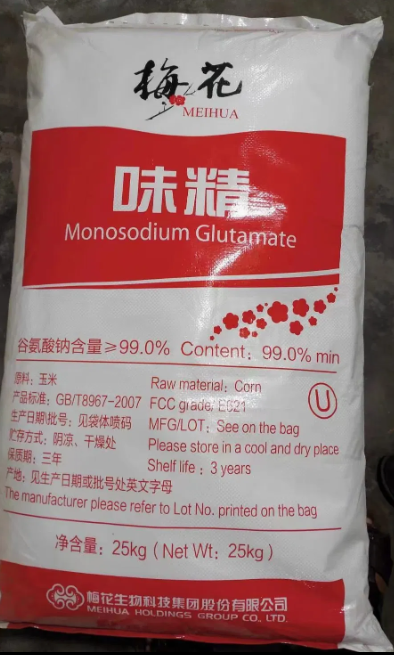 梅花
MEIHUA
味精
Monosodium Glutamate
谷氨酸钠含量≥99.0% Content: 99.0% min
原料: 玉米 Raw material: Corn
产品标准: GB/T8967-2007 FCC grade, E621
生产日期\批号: 见袋体喷码 MFG/LOT: See on the bag
贮存方式: 阴凉、干燥处 Please store in a cool and dry place
保质期: 三年 Shelf life : 3 years
产地: 见生产日期或批号处英文字母
The manufacturer please refer to Lot No. printed on the bag
U
净含量: 25kg ( Net Wt: 25kg )
梅花生物科技集团股份有限公司
MEIHUA HOLDINGS GROUP CO., LTD.